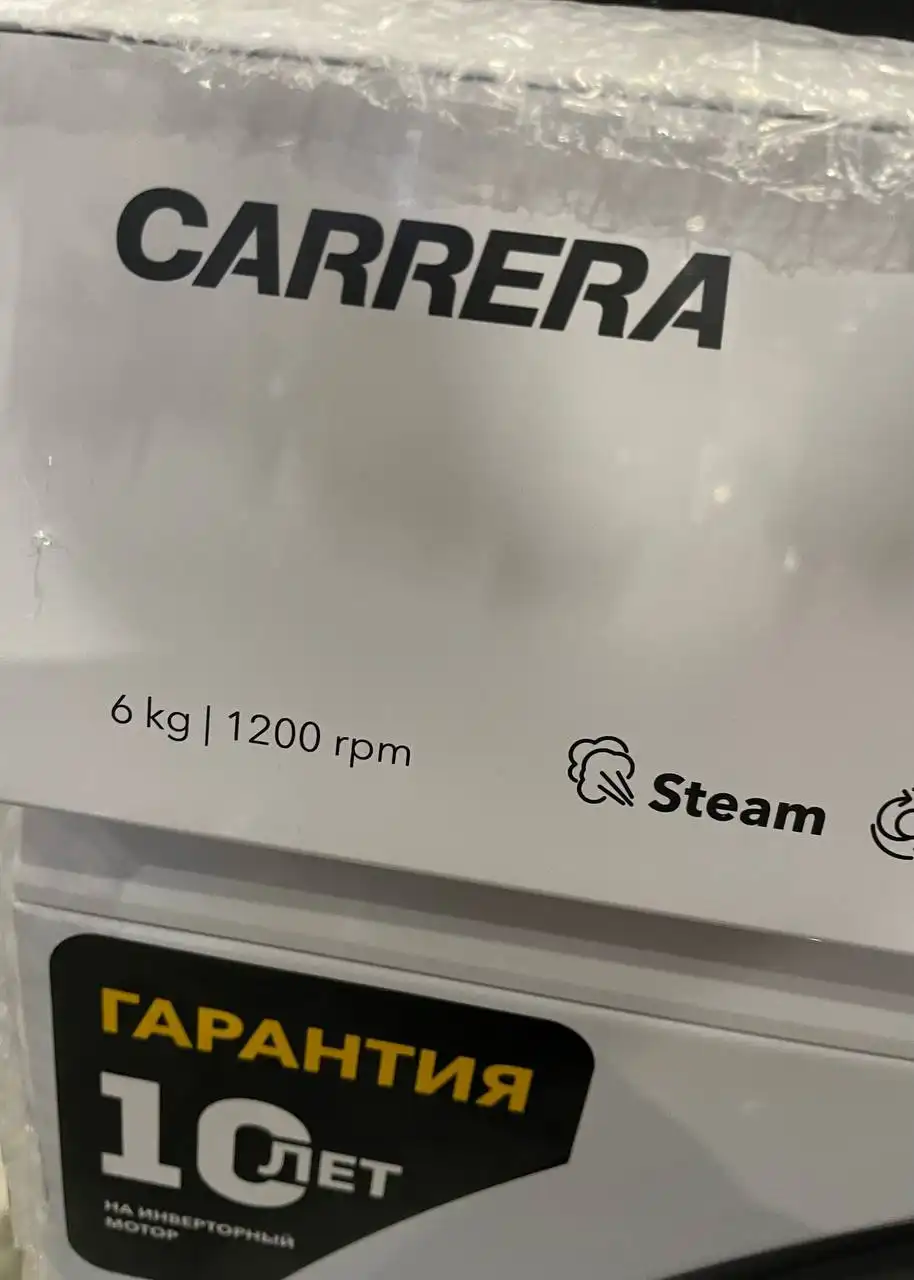 CARRERA
6 kg | 1200 rpm
Steam
ГАРАНТИЯ
10 ЛЕТ
НА ИНВЕРТОРНЫЙ
МОТОР